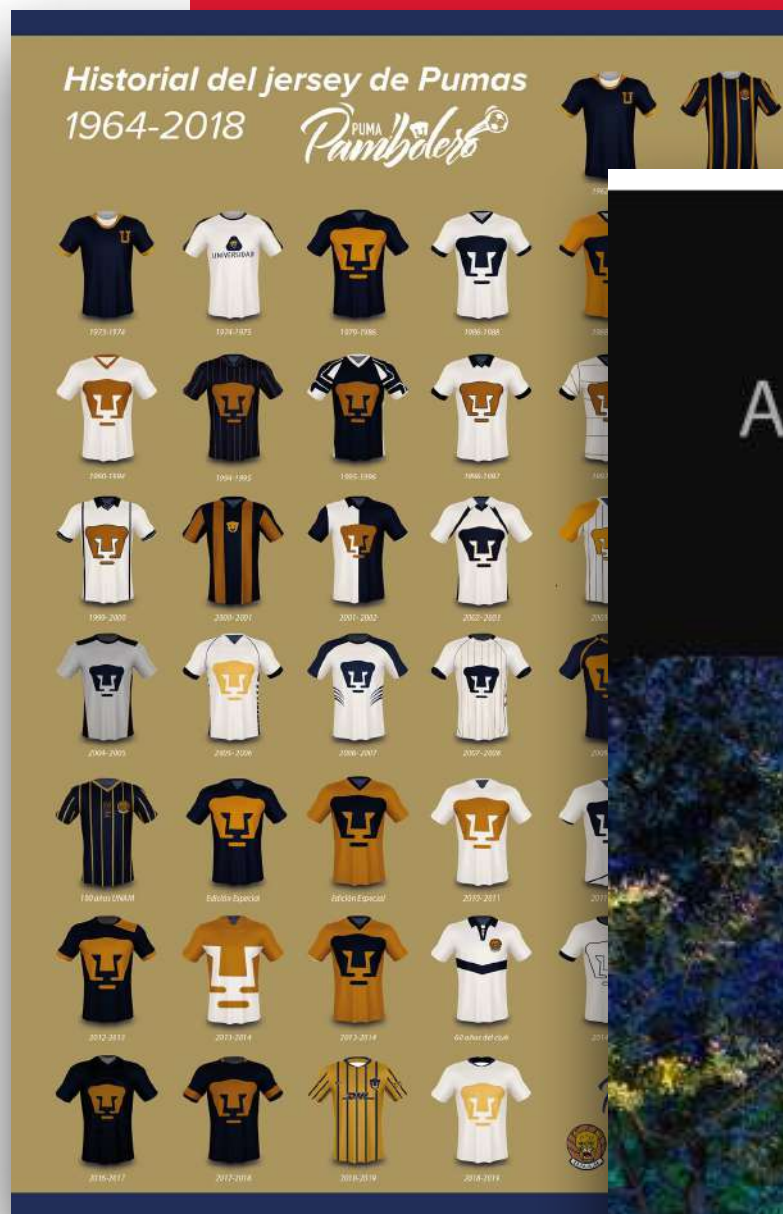 Historial del jersey de Pumas
1964-2018
PUMA
Pambolero
U
U
UNIVERSIDAD
1973-1974
1974-1975
1979-1986
1986-1988
1990-1994
1994-1995
1995-1996
1996-1997
A
1999-2000
2000-2001
2001-2002
2002-2003
2004-2005
2005-2006
2006-2007
2007-2008
100 años UNAM
Edición Especial
Edición Especial
2010-2011
2012-2013
2013-2014
2013-2014
60 años del club
DHL
2016-2017
2017-2018
2018-2019
2018-2019